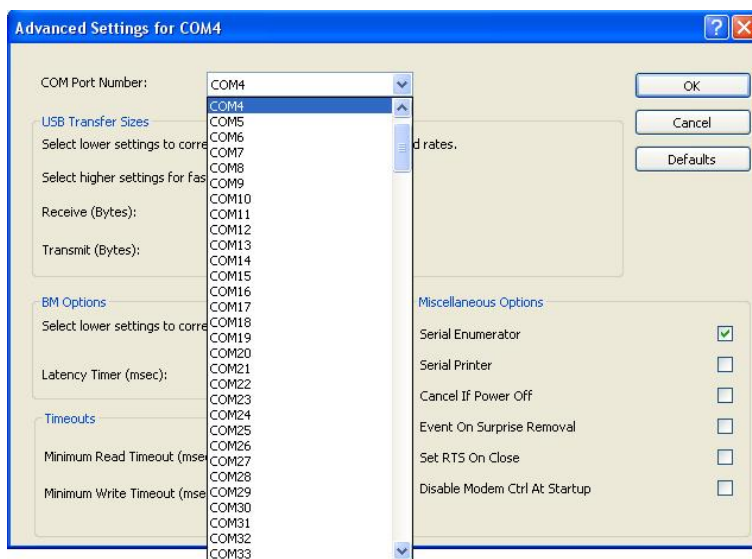 Advanced Settings for COM4
COM Port Number:
COM4
OK
Cancel
Defaults
COM4
COM5
COM6
COM7
COM8
COM9
COM10
COM11
COM12
COM13
COM14
COM15
COM16
COM17
COM18
COM19
COM20
COM21
COM22
COM23
COM24
COM25
COM26
COM27
COM28
COM29
COM30
COM31
COM32
COM33
USB Transfer Sizes
Select lower settings to corre
d rates.
Select higher settings for fas
Receive (Bytes):
Transmit (Bytes):
BM Options
Select lower settings to corre
Latency Timer (msec):
Timeouts
Minimum Read Timeout (mse
Minimum Write Timeout (mse
Miscellaneous Options
Serial Enumerator
Serial Printer
Cancel If Power Off
Event On Surprise Removal
Set RTS On Close
Disable Modem Ctrl At Startup